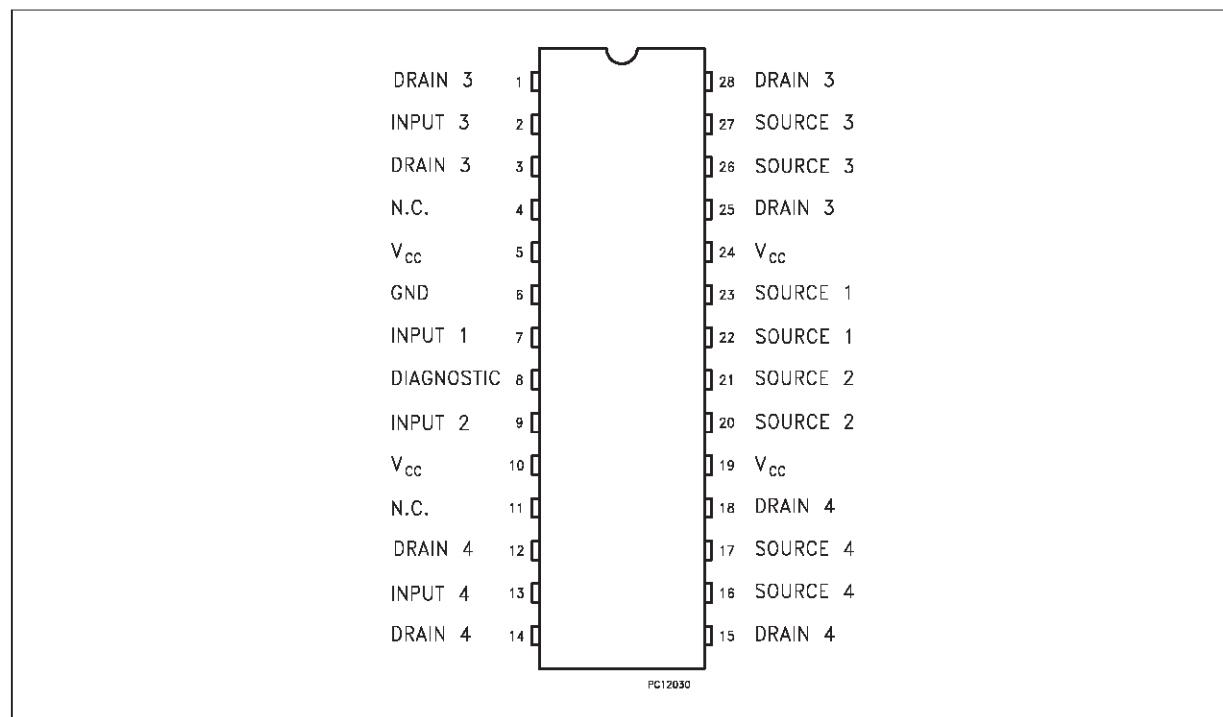 DRAIN 3 1 28 DRAIN 3
INPUT 3 2 27 SOURCE 3
DRAIN 3 3 26 SOURCE 3
N.C. 4 25 DRAIN 3
VCC 5 24 VCC
GND 6 23 SOURCE 1
INPUT 1 7 22 SOURCE 1
DIAGNOSTIC 8 21 SOURCE 2
INPUT 2 9 20 SOURCE 2
VCC 10 19 VCC
N.C. 11 18 DRAIN 4
DRAIN 4 12 17 SOURCE 4
INPUT 4 13 16 SOURCE 4
DRAIN 4 14 15 DRAIN 4
PC12030